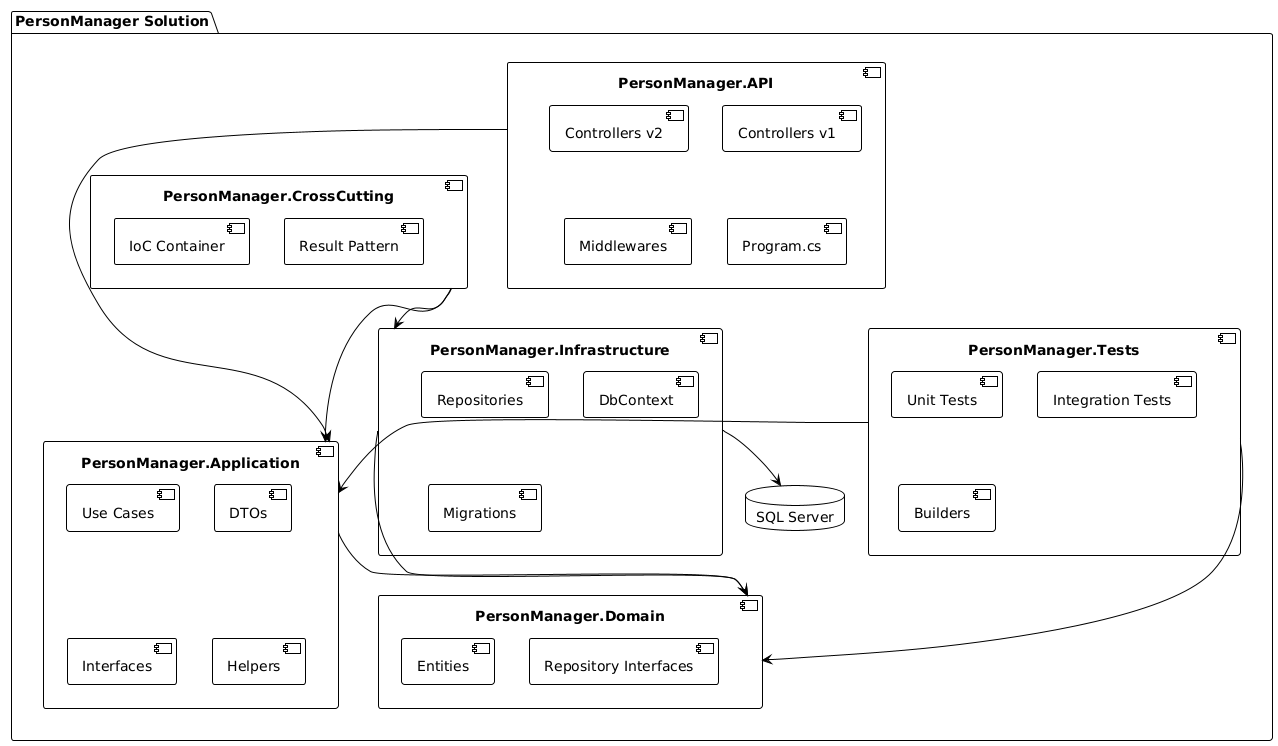 PersonManager Solution
PersonManager.API
Controllers v2
Controllers v1
Middlewares
Program.cs
PersonManager.CrossCutting
IoC Container
Result Pattern
PersonManager.Infrastructure
Repositories
DbContext
Migrations
PersonManager.Tests
Unit Tests
Integration Tests
Builders
PersonManager.Application
Use Cases
DTOs
Interfaces
Helpers
SQL Server
PersonManager.Domain
Entities
Repository Interfaces